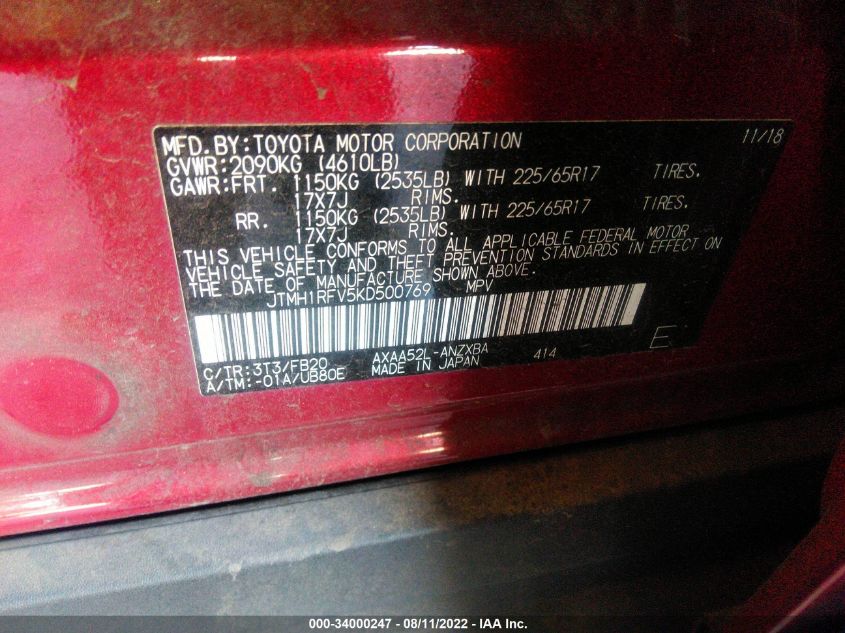 MFD.BY:TOYOTA MOTOR CORPORATION 11/18
GVWR:2090KG (4610LB)
GAWR:FRT. 1150KG (2535LB) WITH 225/65R17 TIRES.
17X7J RIMS.
RR. 1150KG (2535LB) WITH 225/65R17 TIRES.
17X7J RIMS.
THIS VEHICLE CONFORMS TO ALL APPLICABLE FEDERAL MOTOR
VEHICLE SAFETY AND THEFT PREVENTION STANDARDS IN EFFECT ON
THE DATE OF MANUFACTURE SHOWN ABOVE.
JTMH1RFV5KD500769 MPV
C/TR:3T3/FB20 AXAA52L-ANZXBA 414 E
A/TM:-01A/UB80E MADE IN JAPAN
000-34000247 - 08/11/2022 - IAA Inc.